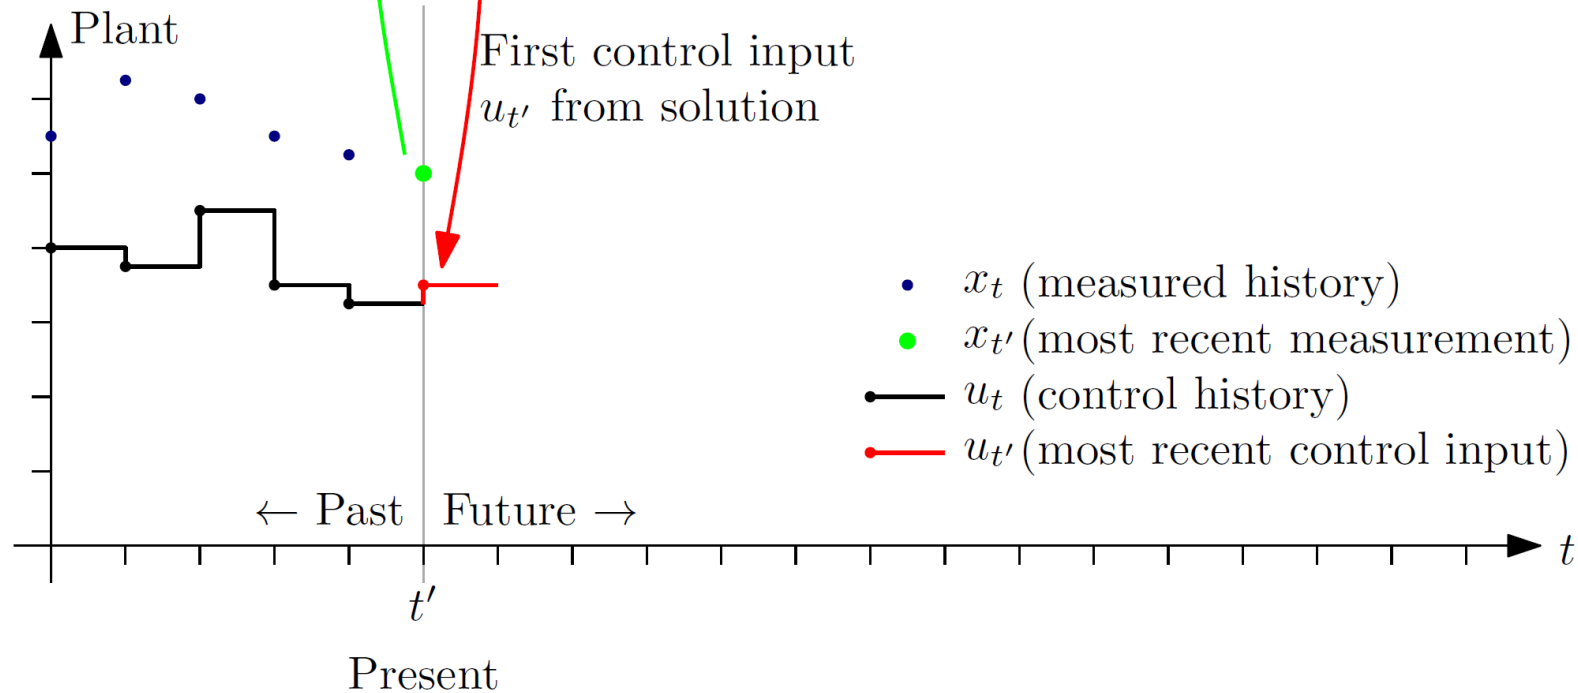 Plant
First control input
u_{t′} from solution
x_t (measured history)
x_{t′}(most recent measurement)
u_t (control history)
u_{t′}(most recent control input)
← Past
Future →
t
t′
Present